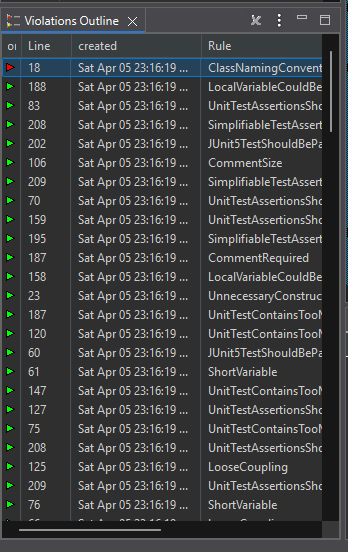 Violations Outline
or Line created Rule
18 Sat Apr 05 23:16:19 ... ClassNamingConvent
188 Sat Apr 05 23:16:19 ... LocalVariableCouldBe
83 Sat Apr 05 23:16:19 ... UnitTestAssertionsSho
208 Sat Apr 05 23:16:19 ... SimplifiableTestAsser
202 Sat Apr 05 23:16:19 ... JUnit5TestShouldBePa
106 Sat Apr 05 23:16:19 ... CommentSize
209 Sat Apr 05 23:16:19 ... SimplifiableTestAsser
70 Sat Apr 05 23:16:19 ... UnitTestAssertionsSho
159 Sat Apr 05 23:16:19 ... UnitTestAssertionsSho
195 Sat Apr 05 23:16:19 ... SimplifiableTestAsser
187 Sat Apr 05 23:16:19 ... CommentRequired
158 Sat Apr 05 23:16:19 ... LocalVariableCouldBe
23 Sat Apr 05 23:16:19 ... UnnecessaryConstruc
187 Sat Apr 05 23:16:19 ... UnitTestContainsTooM
120 Sat Apr 05 23:16:19 ... UnitTestContainsTooM
60 Sat Apr 05 23:16:19 ... JUnit5TestShouldBePa
61 Sat Apr 05 23:16:19 ... ShortVariable
147 Sat Apr 05 23:16:19 ... UnitTestContainsTooM
127 Sat Apr 05 23:16:19 ... UnitTestAssertionsSho
75 Sat Apr 05 23:16:19 ... UnitTestContainsTooM
208 Sat Apr 05 23:16:19 ... UnitTestAssertionsSho
125 Sat Apr 05 23:16:19 ... LooseCoupling
209 Sat Apr 05 23:16:19 ... UnitTestAssertionsSho
76 Sat Apr 05 23:16:19 ... ShortVariable